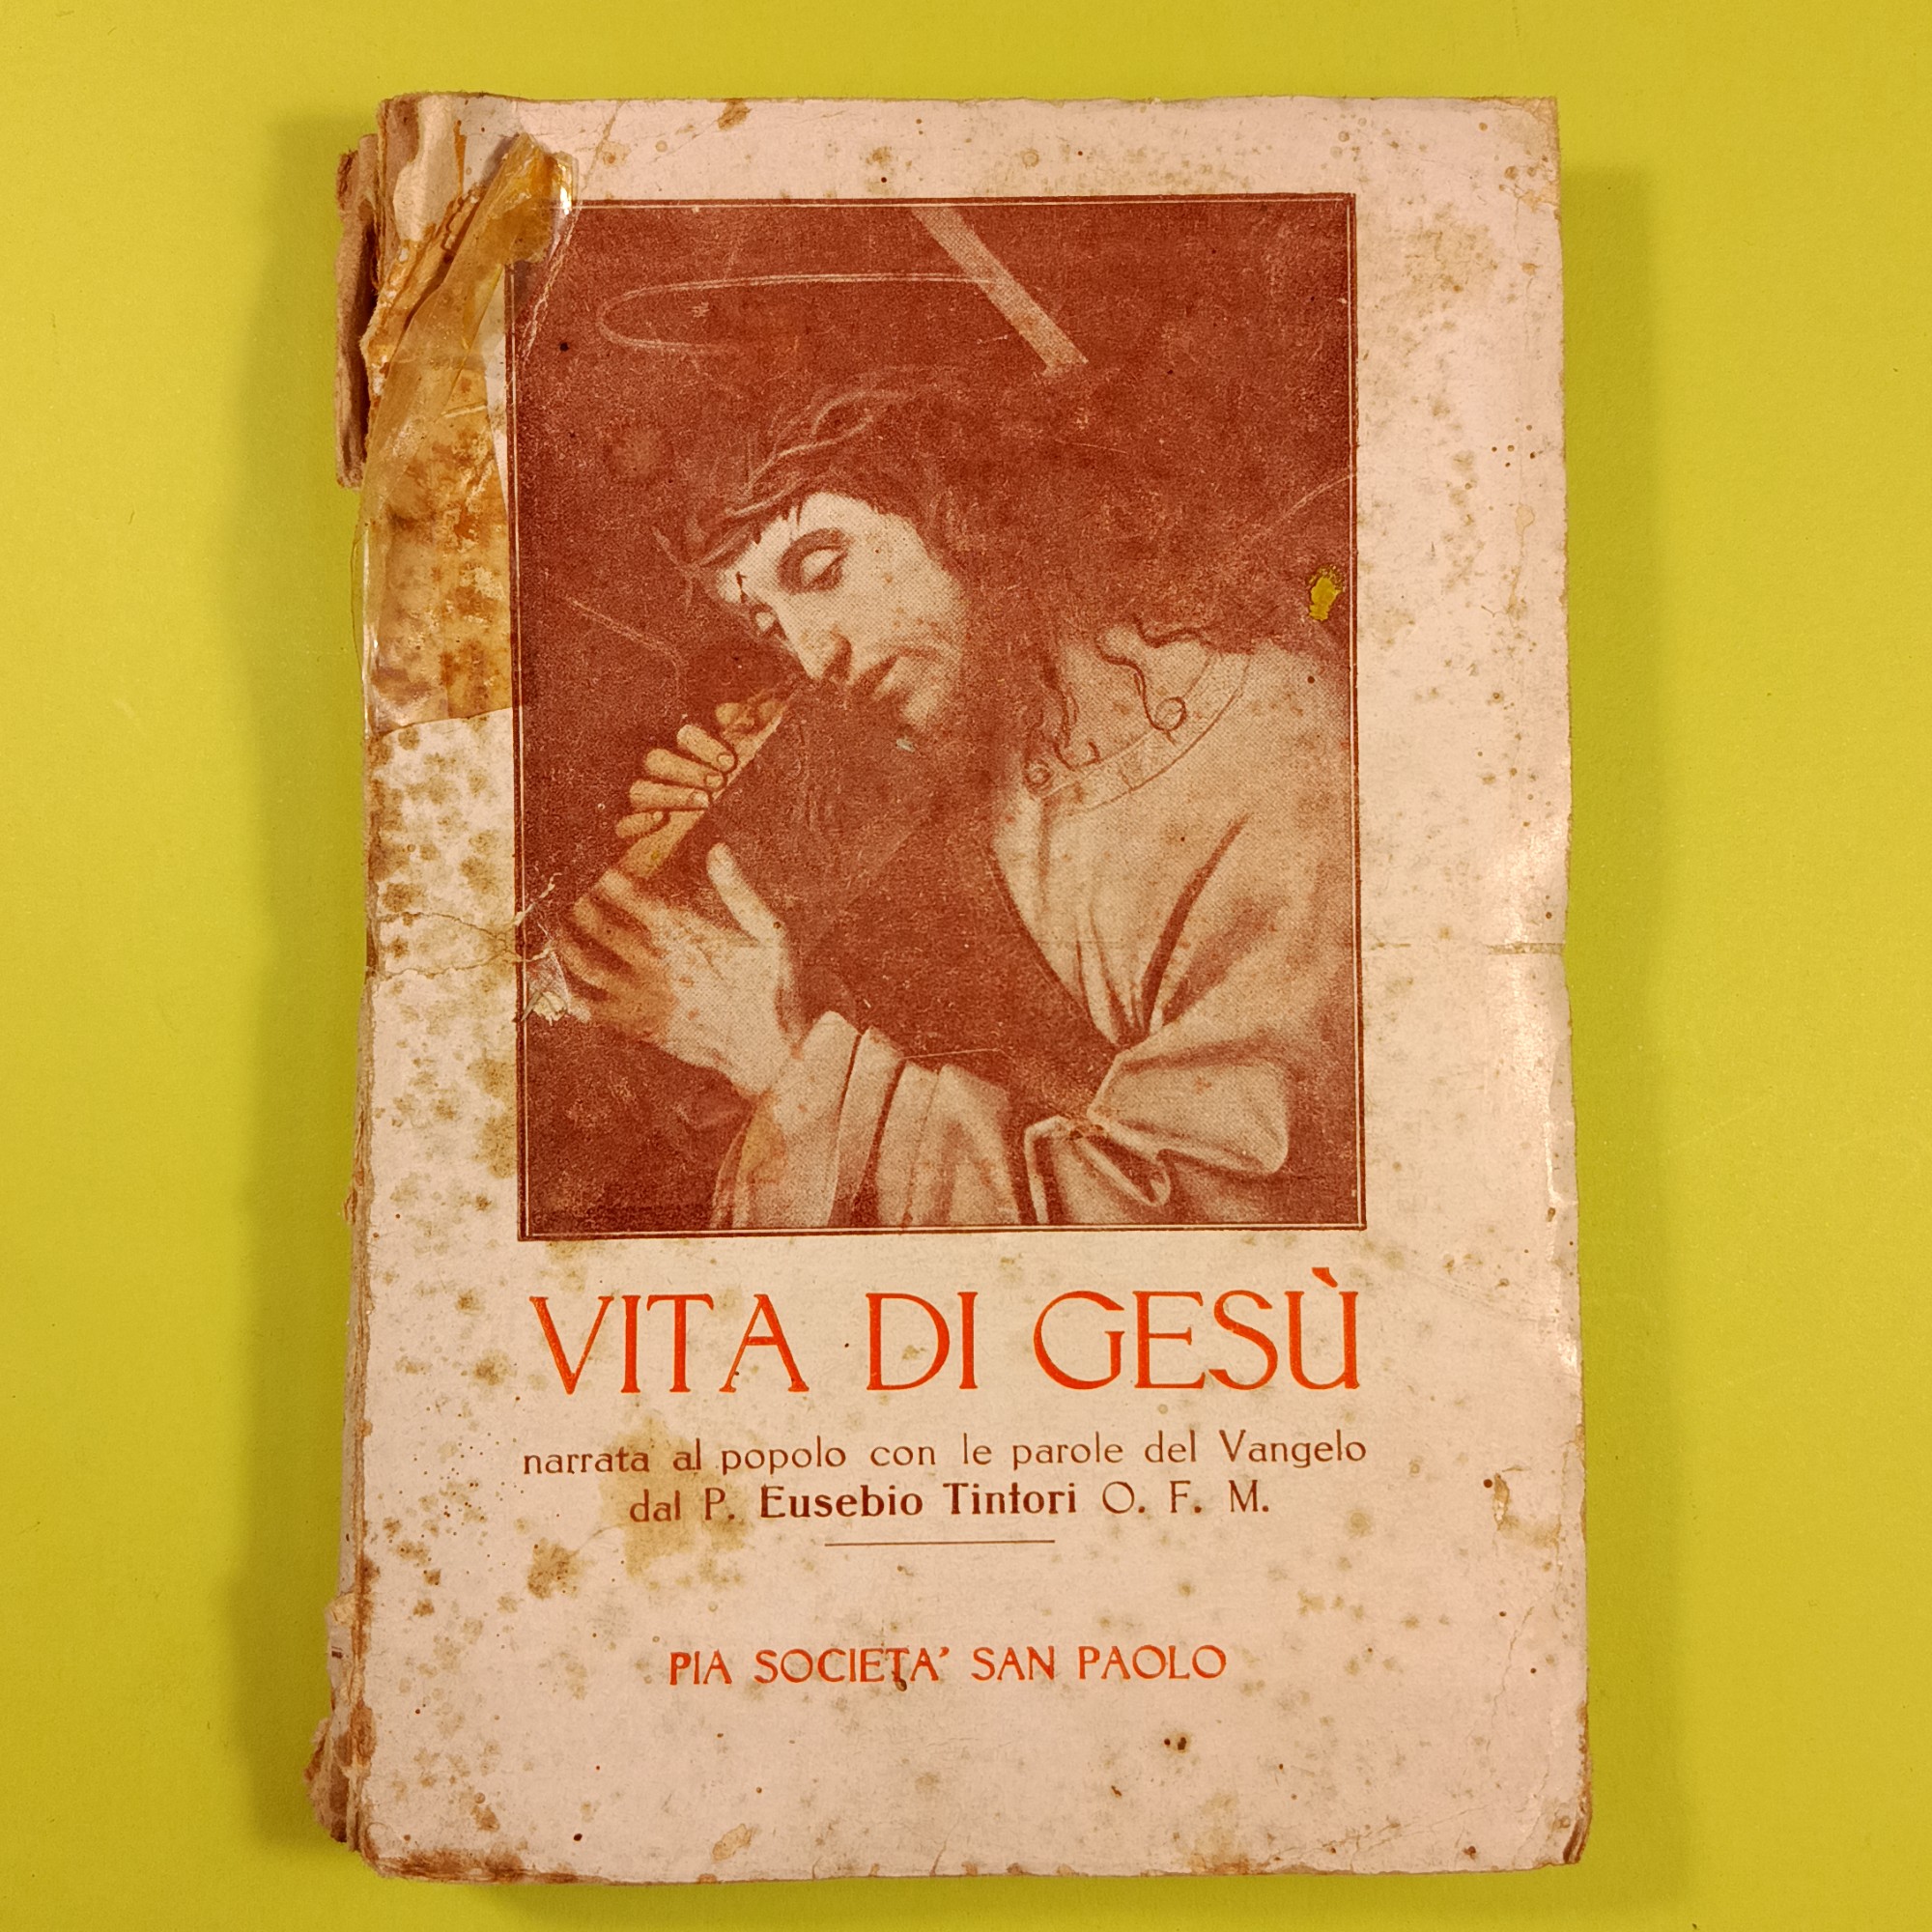 VITA DI GESÙ
narrata al popolo con le parole del Vangelo
dal P. Eusebio Tintori O. F. M.
PIA SOCIETA' SAN PAOLO